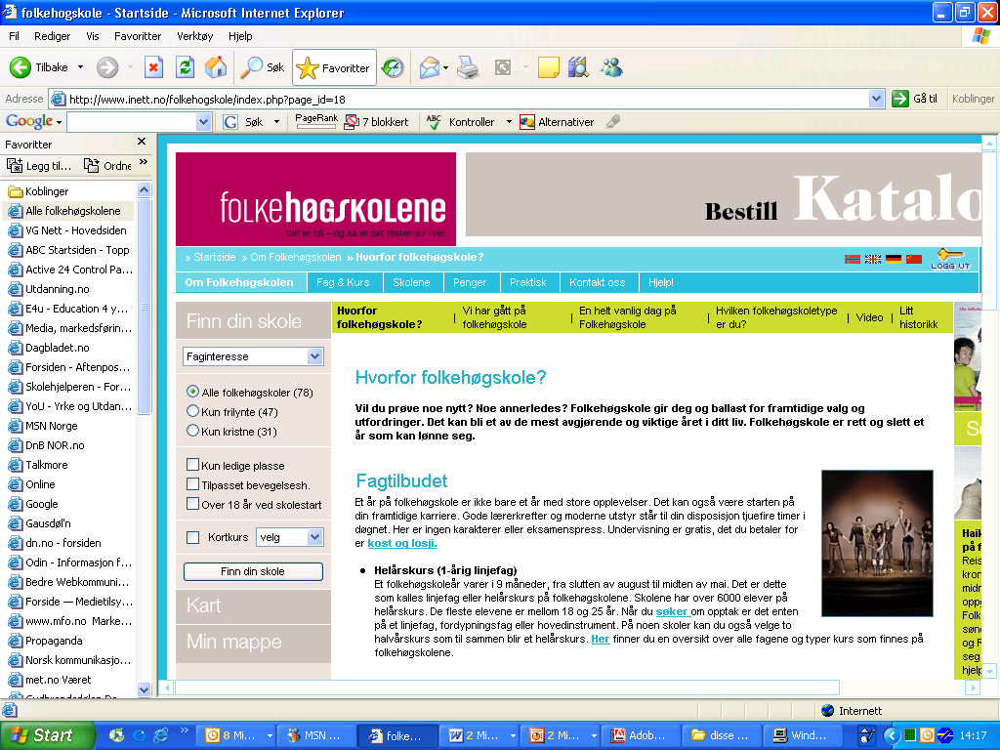 folkehogskole - Startside - Microsoft Internet Explorer
Fil Rediger Vis Favoritter Verktøy Hjelp
Tilbake Søk Favoritter
Adresse http://www.inett.no/folkehogskole/index.php?page_id=18 Gå til Koblinger
Google Søk PageRank 7 blokkert Kontroller Alternativer
Favoritter
Legg til... Ordne
Koblinger
Alle folkehøgskolene
VG Nett - Hovedsiden
ABC Startsiden - Topp
Active 24 Control Pa...
Utdanning.no
E4u - Education 4 y...
Media, markedsførin...
Dagbladet.no
Forsiden - Aftenpos...
Skolehjelperen - For...
YoU - Yrke og Utdan...
MSN Norge
DnB NOR.no
Talkmore
Online
Google
Gausdøl'n
dn.no - forsiden
Odin - Informasjon f...
Bedre Webkommuni...
Forside — Medietilsy...
www.mfo.no Marke...
Propaganda
Norsk kommunikasjo...
met.no Været
folkehøgskolene
det er då – og så er det resten av livet
Bestill Katalo
» Startside » Om Folkehøgskolen » Hvorfor folkehøgskole?
LOGG UT
Om Folkehøgskolen Fag & Kurs Skolene Penger Praktisk Kontakt oss Hjelp!
Finn din skole
Faginteresse
Alle folkehøgskoler (78)
Kun frilynte (47)
Kun kristne (31)
Kun ledige plasse
Tilpasset bevegelsesh.
Over 18 år ved skolestart
Kortkurs velg
Finn din skole
Kart
Min mappe
Hvorfor folkehøgskole? | Vi har gått på folkehøgskole | En helt vanlig dag på Folkehøgskole | Hvilken folkehøgskoletype er du? | Video | Litt historikk
Hvorfor folkehøgskole?
Vil du prøve noe nytt? Noe annerledes? Folkehøgskole gir deg og ballast for framtidige valg og
utfordringer. Det kan bli et av de mest avgjørende og viktige året i ditt liv. Folkehøgskole er rett og slett et
år som kan lønne seg.
Fagtilbudet
Et år på folkehøgskole er ikke bare et år med store opplevelser. Det kan også være starten på
din framtidige karriere. Gode lærerkrefter og moderne utstyr står til din disposisjon tjuefire timer i
døgnet. Her er ingen karakterer eller eksamenspress. Undervisning er gratis, det du betaler for
er kost og losji.
• Helårskurs (1-årig linjefag)
Et folkehøgskoleår varer i 9 måneder, fra slutten av august til midten av mai. Det er dette
som kalles linjefag eller helårskurs på folkehøgskolene. Skolene har over 6000 elever på
helårskurs. De fleste elevene er mellom 18 og 25 år. Når du søker om opptak er det enten
på et linjefag, fordypningsfag eller hovedinstrument. På noen skoler kan du også velge to
halvårskurs som til sammen blir et helårskurs. Her finner du en oversikt over alle fagene og typer kurs som finnes på
folkehøgskolene.
Internett
Start 8 Mi... MSN ... folke... 2 Mi... 2 Mi... Adob... disse ... Wind... 14:17